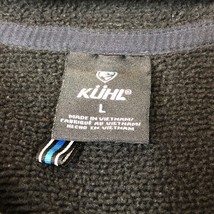 KÜHL
L
MADE IN VIETNAM/
FABRIQUÉ AU VIETNAM/
HECHO EN VIETNAM